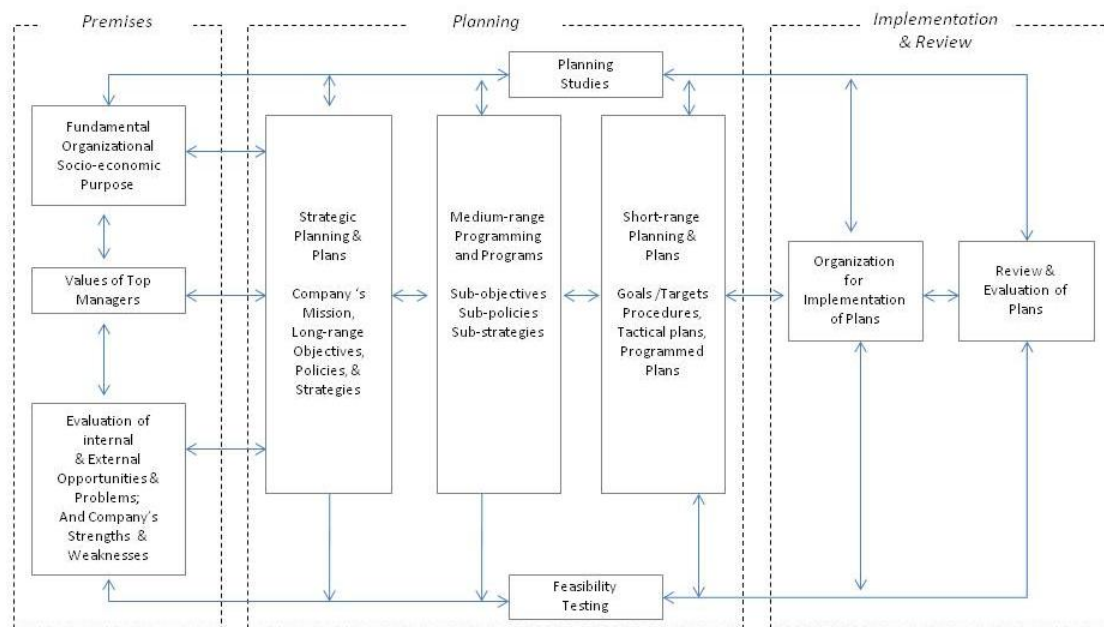 Premises
Fundamental
Organizational
Socio-economic
Purpose
Values of Top
Managers
Evaluation of
internal
& External
Opportunities &
Problems;
And Company's
Strengths &
Weaknesses
Planning
Planning
Studies
Strategic
Planning &
Plans
Company 's
Mission,
Long-range
Objectives,
Policies, &
Strategies
Medium-range
Programming
and Programs
Sub-objectives
Sub-policies
Sub-strategies
Short-range
Planning &
Plans
Goals /Targets
Procedures,
Tactical plans,
Programmed
Plans
Feasibility
Testing
Implementation
& Review
Organization
for
Implementation
of Plans
Review &
Evaluation of
Plans